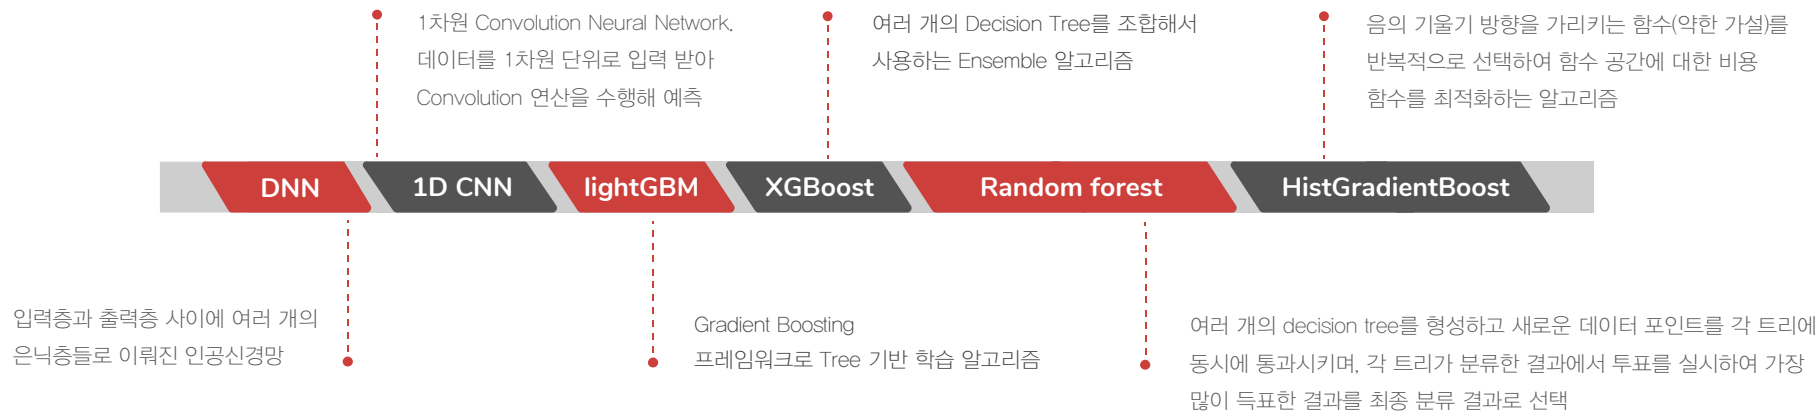 1차원 Convolution Neural Network.
데이터를 1차원 단위로 입력 받아
Convolution 연산을 수행해 예측
여러 개의 Decision Tree를 조합해서
사용하는 Ensemble 알고리즘
음의 기울기 방향을 가리키는 함수(약한 가설)를
반복적으로 선택하여 함수 공간에 대한 비용
함수를 최적화하는 알고리즘
DNN
1D CNN
lightGBM
XGBoost
Random forest
HistGradientBoost
입력층과 출력층 사이에 여러 개의
은닉층들로 이뤄진 인공신경망
Gradient Boosting
프레임워크로 Tree 기반 학습 알고리즘
여러 개의 decision tree를 형성하고 새로운 데이터 포인트를 각 트리에
동시에 통과시키며, 각 트리가 분류한 결과에서 투표를 실시하여 가장
많이 득표한 결과를 최종 분류 결과로 선택